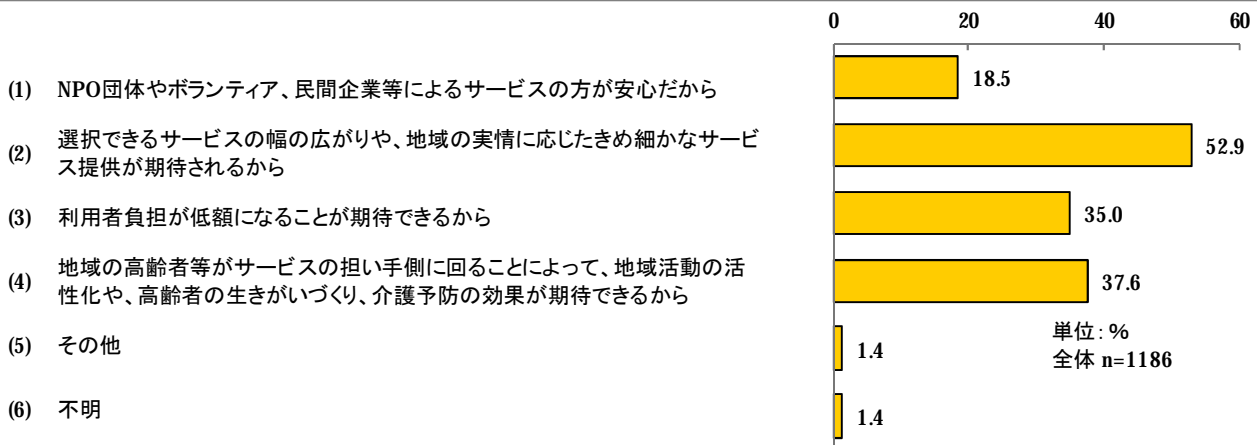 0 20 40 60
(1) NPO団体やボランティア、民間企業等によるサービスの方が安心だから
18.5
(2) 選択できるサービスの幅の広がりや、地域の実情に応じたきめ細かなサービ
ス提供が期待されるから
52.9
(3) 利用者負担が低額になることが期待できるから
35.0
(4) 地域の高齢者等がサービスの担い手側に回ることによって、地域活動の活
性化や、高齢者の生きがいづくり、介護予防の効果が期待できるから
37.6
(5) その他
1.4
単位:%
全体 n=1186
(6) 不明
1.4